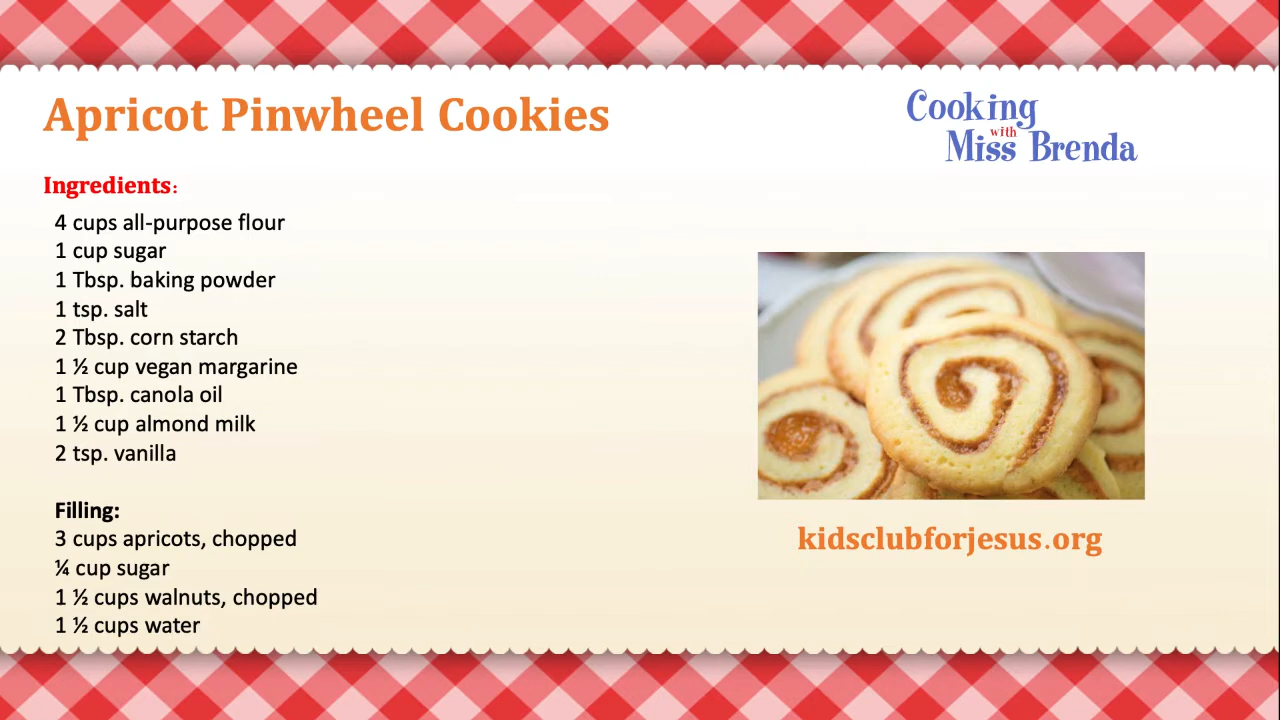 Apricot Pinwheel Cookies
Cooking
with
Miss Brenda
Ingredients:
4 cups all-purpose flour
1 cup sugar
1 Tbsp. baking powder
1 tsp. salt
2 Tbsp. corn starch
1 ½ cup vegan margarine
1 Tbsp. canola oil
1 ½ cup almond milk
2 tsp. vanilla
Filling:
3 cups apricots, chopped
¼ cup sugar
1 ½ cups walnuts, chopped
1 ½ cups water
kidsclubforjesus.org